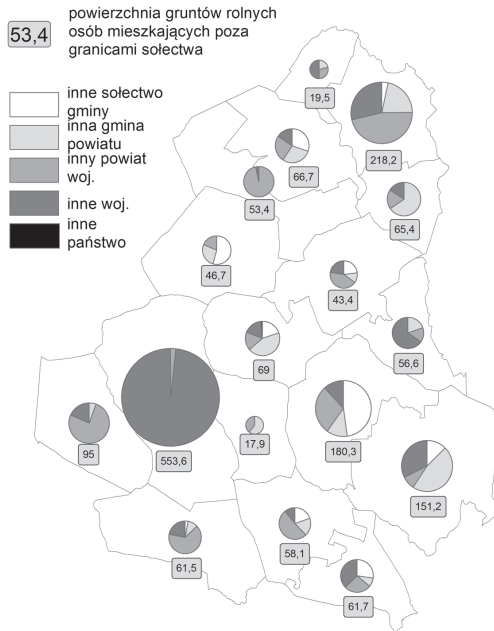 53,4
powierzchnia gruntów rolnych
osób mieszkających poza
granicami sołectwa
inne sołectwo
gminy
inna gmina
powiatu
inny powiat
woj.
inne woj.
inne
państwo
19,5
218,2
66,7
53,4
65,4
46,7
43,4
56,6
69
17,9
95
553,6
180,3
151,2
58,1
61,5
61,7